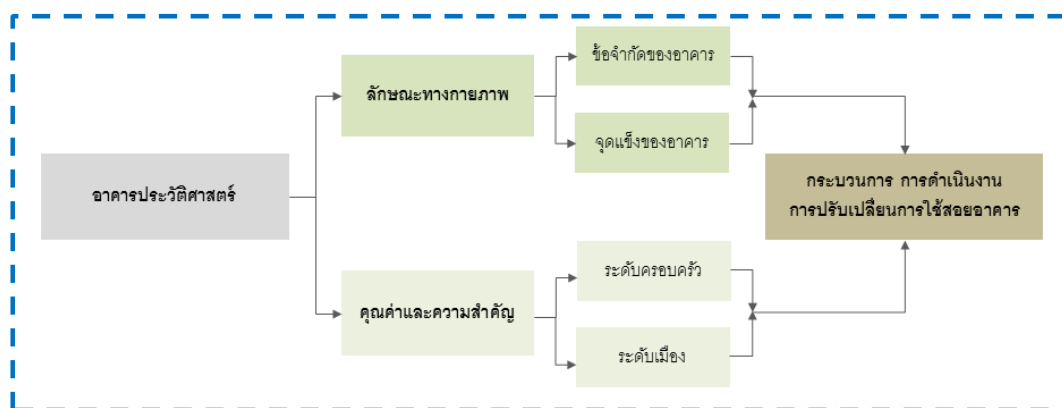 ข้อจำกัดของอาคาร
ลักษณะทางกายภาพ
จุดแข็งของอาคาร
อาคารประวัติศาสตร์
กระบวนการ การดำเนินงาน
การปรับเปลี่ยนการใช้สอยอาคาร
ระดับครอบครัว
คุณค่าและความสำคัญ
ระดับเมือง